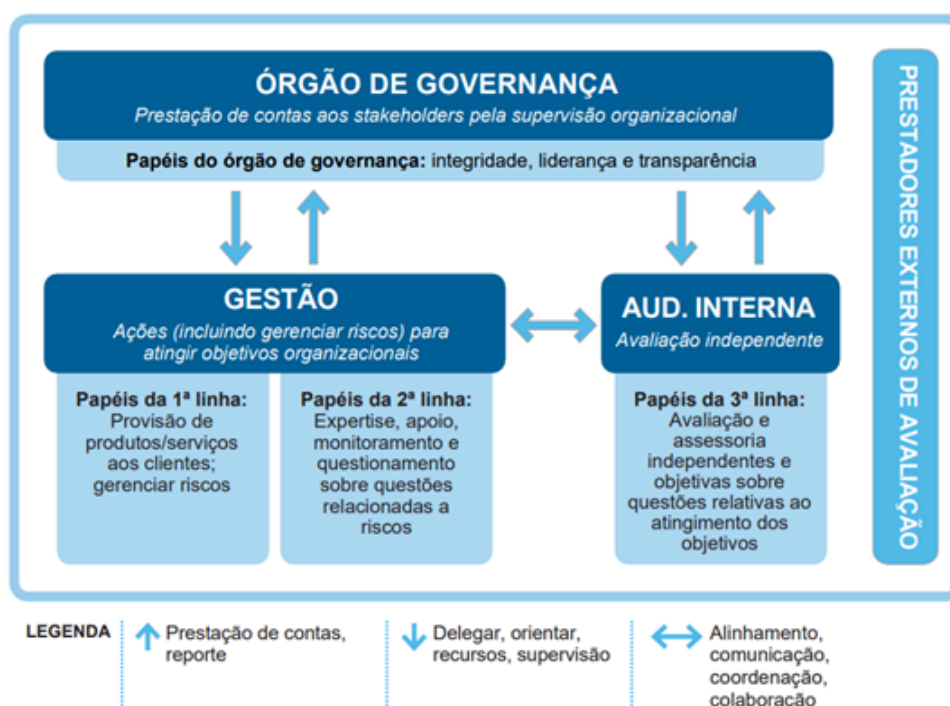 ÓRGÃO DE GOVERNANÇA
Prestação de contas aos stakeholders pela supervisão organizacional
Papéis do órgão de governança: integridade, liderança e transparência
GESTÃO
Ações (incluindo gerenciar riscos) para
atingir objetivos organizacionais
Papéis da 1ª linha:
Provisão de
produtos/serviços
aos clientes;
gerenciar riscos
Papéis da 2ª linha:
Expertise, apoio,
monitoramento e
questionamento
sobre questões
relacionadas a
riscos
AUD. INTERNA
Avaliação independente
Papéis da 3ª linha:
Avaliação e
assessoria
independentes e
objetivas sobre
questões relativas ao
atingimento dos
objetivos
PRESTADORES EXTERNOS DE AVALIAÇÃO
LEGENDA
Prestação de contas,
reporte
Delegar, orientar,
recursos, supervisão
Alinhamento,
comunicação,
coordenação,
colaboração